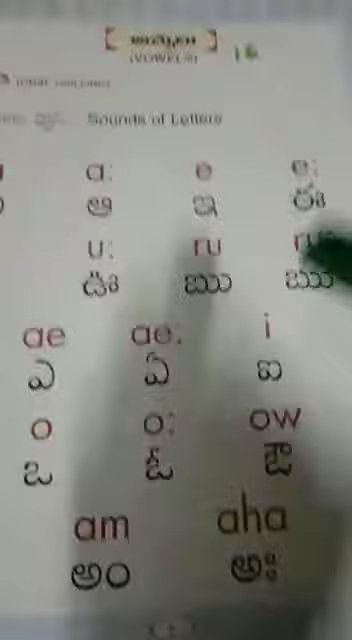 [ అచ్చులు ]
(VOWELS)
Sounds of Letters
a: e e:
ఆ ఇ ఈ
u: ru
ఊ ఋ ౠ
ae ae: i
ఎ ఏ ఐ
o o: ow
ఒ ఓ ఔ
am aha
అం అః